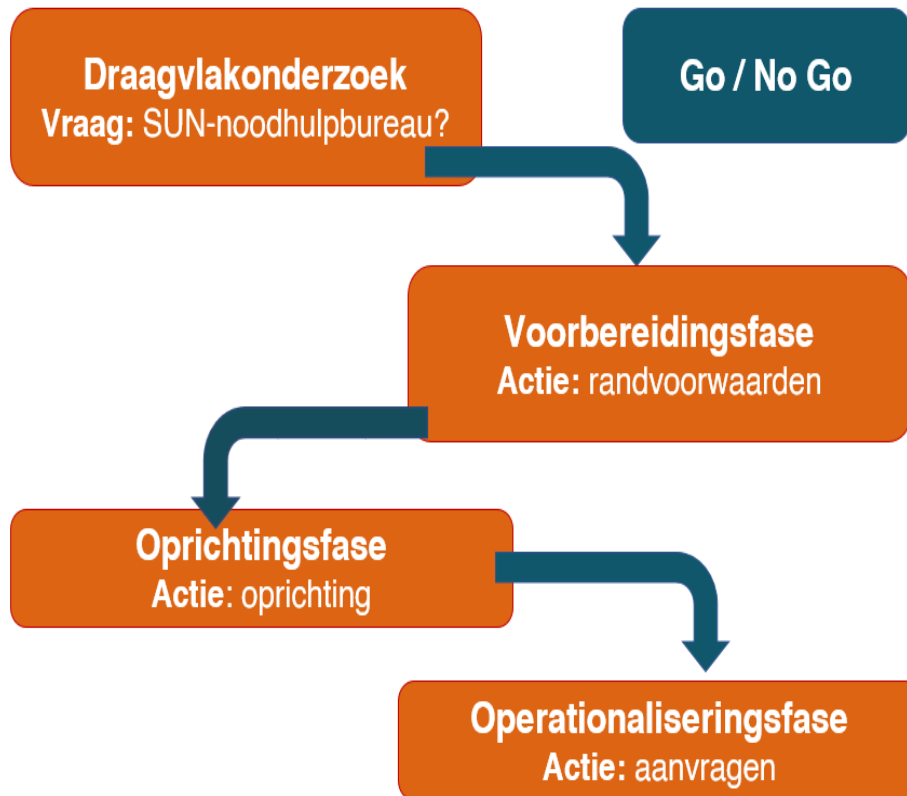 Draagvlakonderzoek
Vraag: SUN-noodhulpbureau?
Go / No Go
Voorbereidingsfase
Actie: randvoorwaarden
Oprichtingsfase
Actie: oprichting
Operationaliseringsfase
Actie: aanvragen